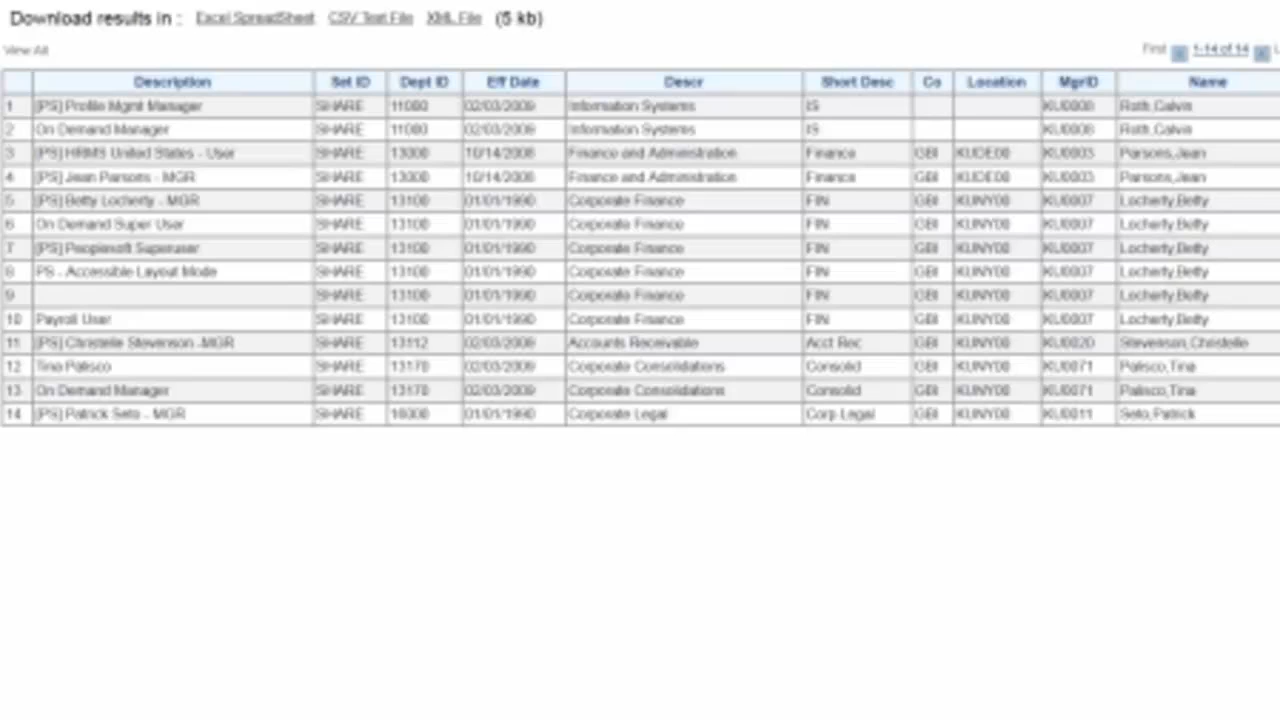 Download results in : Excel SpreadSheet CSV Text File XML File (5 kb)
View All First 1-14 of 14 L
Description Set ID Dept ID Eff Date Descr Short Desc Co Location MgrID Name
1 [PS] Profile Mgmt Manager SHARE 11000 02/03/2009 Information Systems IS KU0008 Roth,Calvin
2 On Demand Manager SHARE 11000 02/03/2009 Information Systems IS KU0008 Roth,Calvin
3 [PS] HRMS United States - User SHARE 13000 10/14/2008 Finance and Administration Finance GBI KUDE00 KU0003 Parsons,Jean
4 [PS] Jean Parsons - MGR SHARE 13000 10/14/2008 Finance and Administration Finance GBI KUDE00 KU0003 Parsons,Jean
5 [PS] Betty Locherty - MGR SHARE 13100 01/01/1990 Corporate Finance FIN GBI KUNY00 KU0007 Locherty,Betty
6 On Demand Super User SHARE 13100 01/01/1990 Corporate Finance FIN GBI KUNY00 KU0007 Locherty,Betty
7 [PS] Peoplesoft Superuser SHARE 13100 01/01/1990 Corporate Finance FIN GBI KUNY00 KU0007 Locherty,Betty
8 PS - Accessible Layout Mode SHARE 13100 01/01/1990 Corporate Finance FIN GBI KUNY00 KU0007 Locherty,Betty
9 SHARE 13100 01/01/1990 Corporate Finance FIN GBI KUNY00 KU0007 Locherty,Betty
10 Payroll User SHARE 13100 01/01/1990 Corporate Finance FIN GBI KUNY00 KU0007 Locherty,Betty
11 [PS] Christelle Stevenson -MGR SHARE 13112 02/03/2009 Accounts Receivable Acct Rec GBI KUNY00 KU0020 Stevenson,Christelle
12 Tina Palisco SHARE 13170 02/03/2009 Corporate Consolidations Consolid GBI KUNY00 KU0071 Palisco,Tina
13 On Demand Manager SHARE 13170 02/03/2009 Corporate Consolidations Consolid GBI KUNY00 KU0071 Palisco,Tina
14 [PS] Patrick Seto - MGR SHARE 01/01/1990 Corporate Legal Corp Legal GBI KUNY00 KU0011 Seto,Patrick